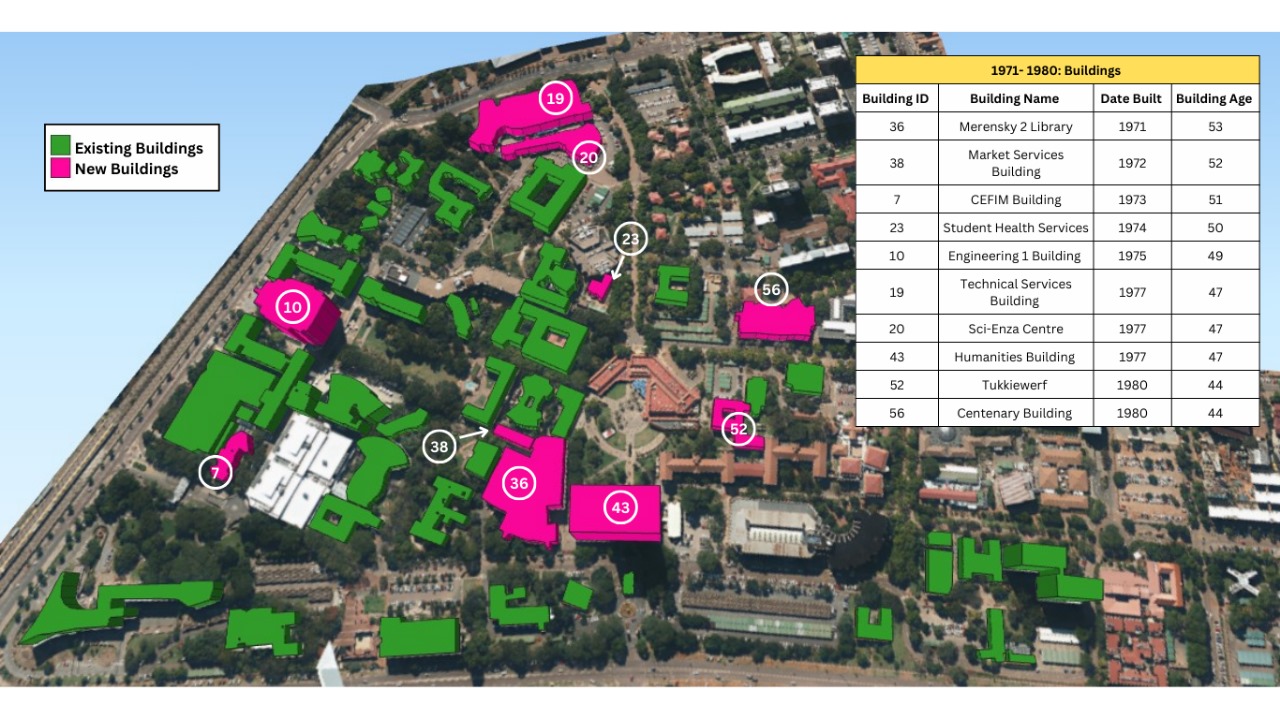 1971- 1980: Buildings
Building ID Building Name Date Built Building Age
36 Merensky 2 Library 1971 53
38 Market Services
Building 1972 52
7 CEFIM Building 1973 51
23 Student Health Services 1974 50
10 Engineering 1 Building 1975 49
19 Technical Services
Building 1977 47
20 Sci-Enza Centre 1977 47
43 Humanities Building 1977 47
52 Tukkiewerf 1980 44
56 Centenary Building 1980 44
Existing Buildings
New Buildings
19
20
23
56
10
52
38
7
36
43